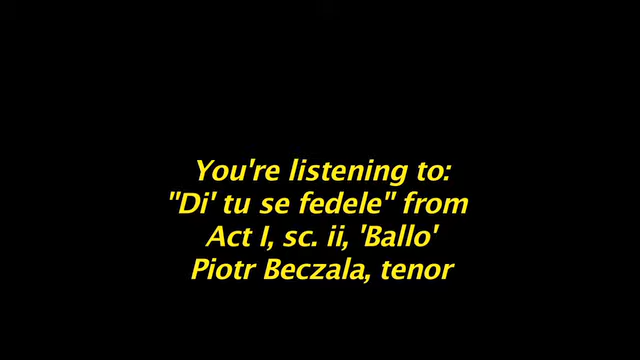 You're listening to:
"Di' tu se fedele" from
Act I, sc. ii, 'Ballo'
Piotr Beczala, tenor